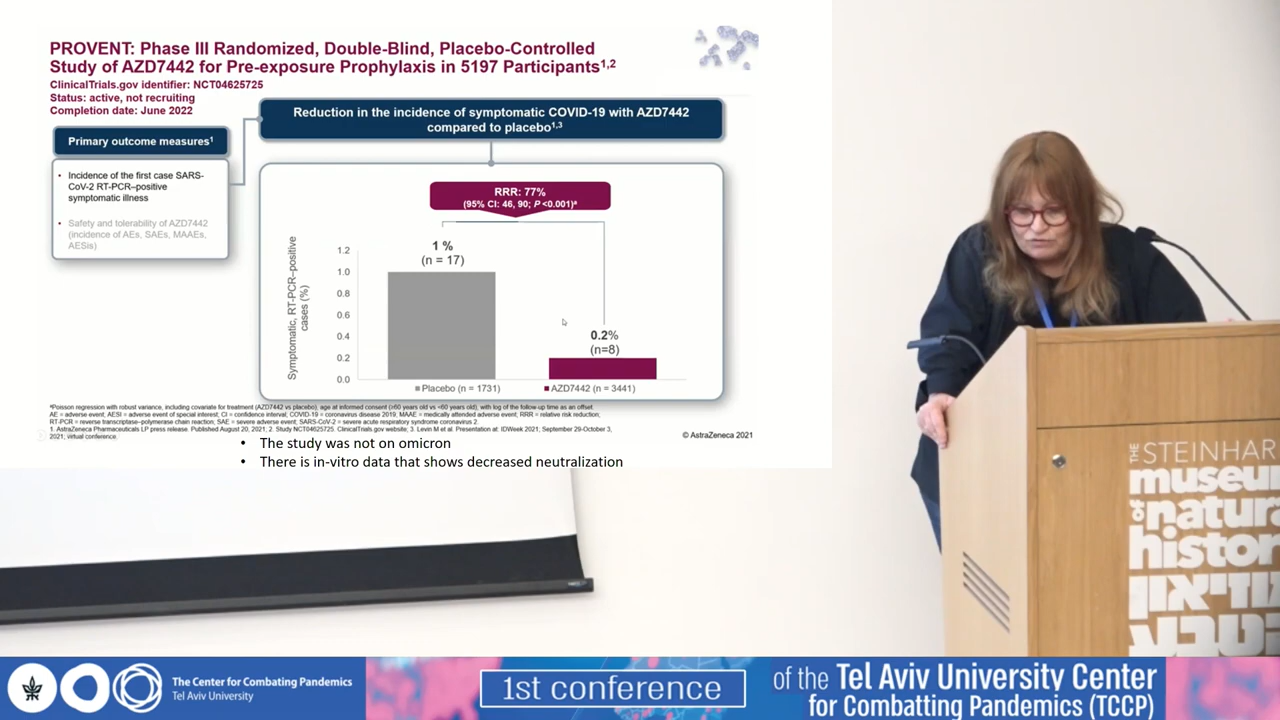 PROVENT: Phase III Randomized, Double-Blind, Placebo-Controlled
Study of AZD7442 for Pre-exposure Prophylaxis in 5197 Participants1,2
ClinicalTrials.gov identifier: NCT04625725
Status: active, not recruiting
Completion date: June 2022
Primary outcome measures1
• Incidence of the first case SARS-
CoV-2 RT-PCR–positive
symptomatic illness
• Safety and tolerability of AZD7442
(incidence of AEs, SAEs, MAAEs,
AESIs)
Reduction in the incidence of symptomatic COVID-19 with AZD7442
compared to placebo1,3
RRR: 77%
(95% CI: 46, 90; P <0.001)a
Symptomatic, RT-PCR–positive
cases (%)
1.2
1.0
0.8
0.6
0.4
0.2
0.0
1 %
(n = 17)
0.2%
(n=8)
Placebo (n = 1731)
AZD7442 (n = 3441)
aPoisson regression with robust variance, including covariate for treatment (AZD7442 vs placebo), age at informed consent (≥60 years old vs <60 years old), with log of the follow-up time as an offset.
AE = adverse event; AESI = adverse event of special interest; CI = confidence interval; COVID-19 = coronavirus disease 2019; MAAE = medically attended adverse event; RRR = relative risk reduction;
RT-PCR = reverse transcriptase–polymerase chain reaction; SAE = severe adverse event; SARS-CoV-2 = severe acute respiratory syndrome coronavirus 2.
1. AstraZeneca Pharmaceuticals LP press release. Published August 20, 2021; 2. Study NCT04625725. ClinicalTrials.gov website; 3. Levin M et al. Presentation at: IDWeek 2021; September 29-October 3,
2021; virtual conference.
© AstraZeneca 2021
• The study was not on omicron
• There is in-vitro data that shows decreased neutralization
THE STEINHAR
museum
of natura
histor
מוזיאון
הטבע
The Center for Combating Pandemics
Tel Aviv University
1st conference
of the Tel Aviv University Center
for Combatting Pandemics (TCCP)